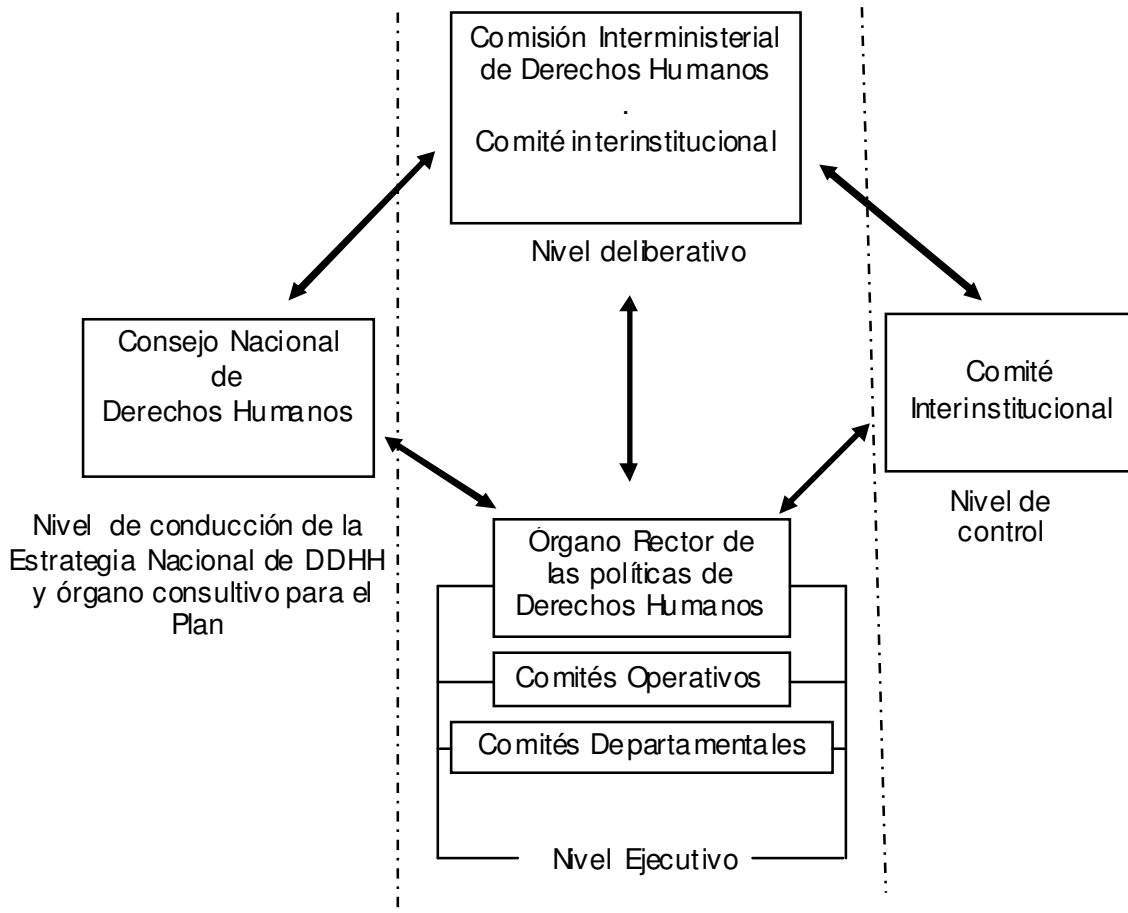 Comisión Interministerial
de Derechos Humanos
.
Comité interinstitucional
Nivel deliberativo
Consejo Nacional
de
Derechos Humanos
Nivel de conducción de la
Estrategia Nacional de DDHH
y órgano consultivo para el
Plan
Comité
Interinstitucional
Nivel de
control
Órgano Rector de
las políticas de
Derechos Humanos
Comités Operativos
Comités Departamentales
Nivel Ejecutivo